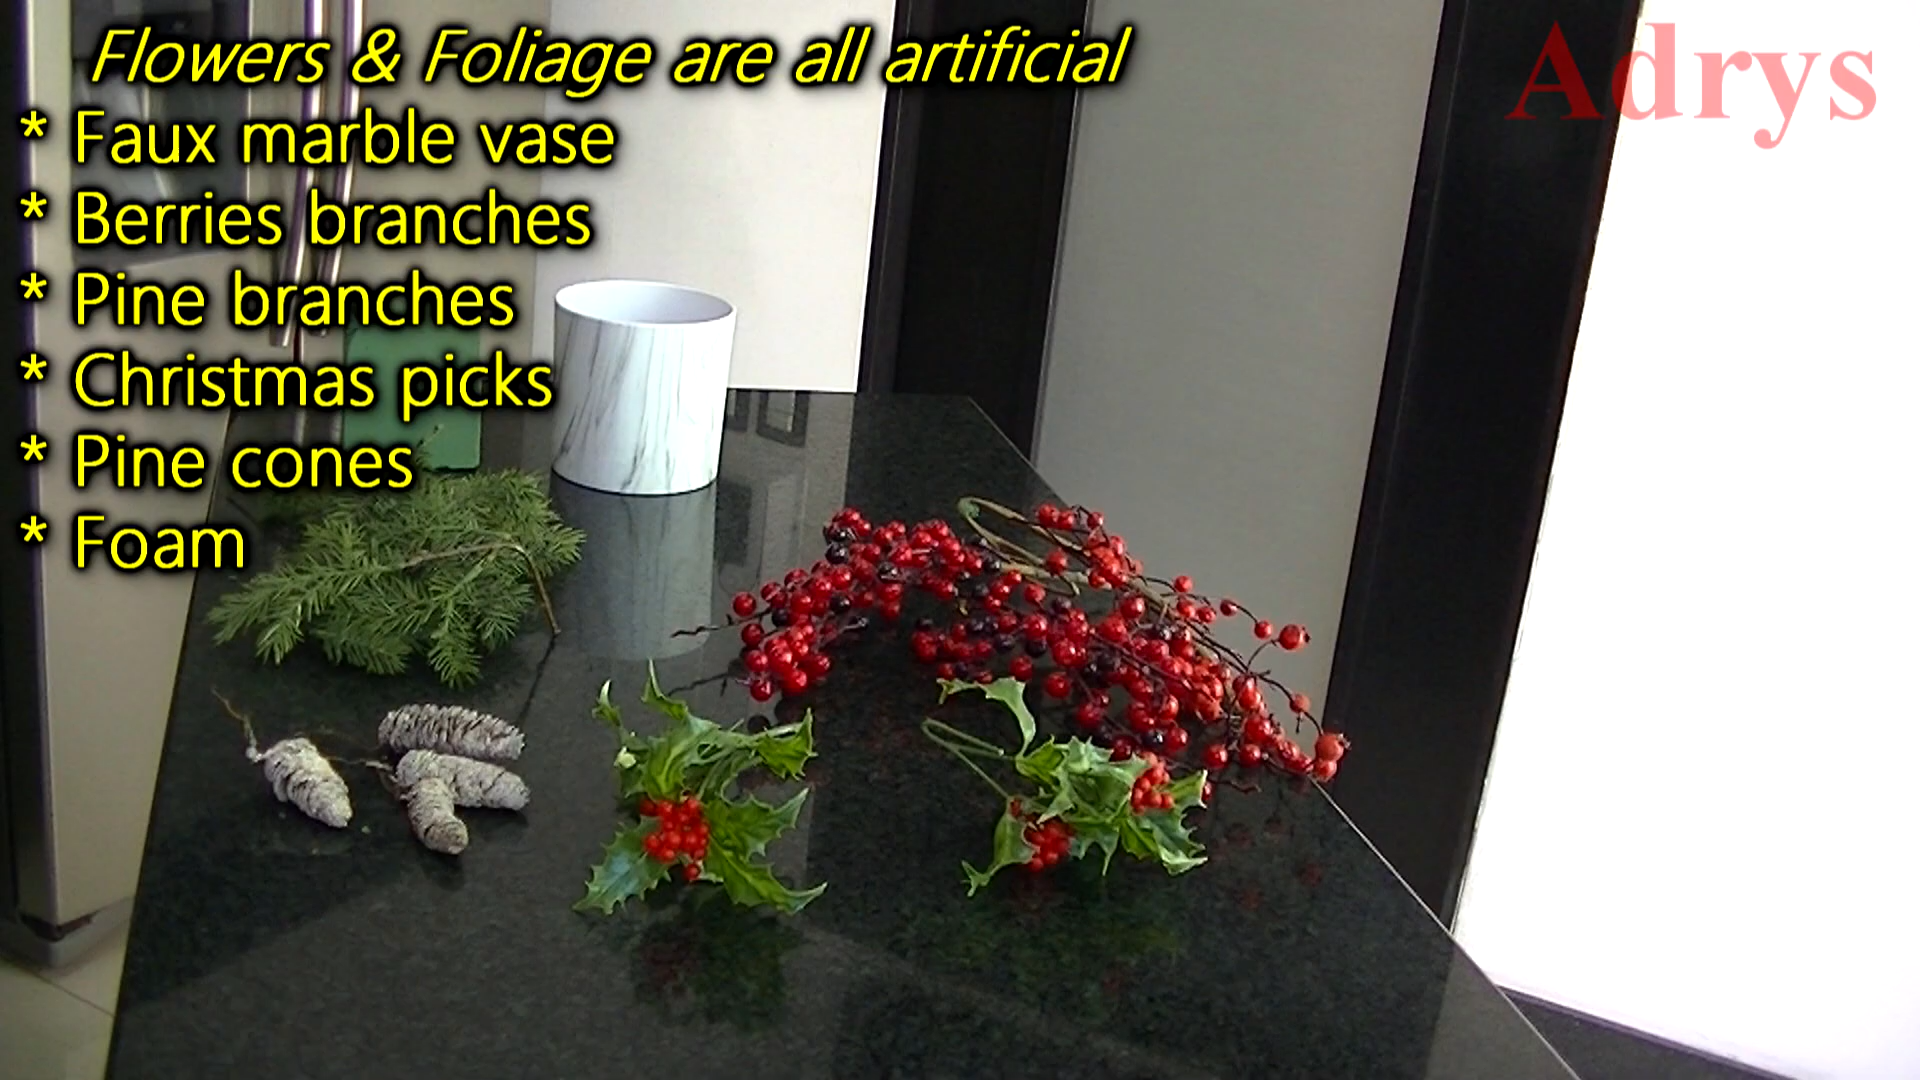 Flowers & Foliage are all artificial
Adrys
* Faux marble vase
* Berries branches
* Pine branches
* Christmas picks
* Pine cones
* Foam